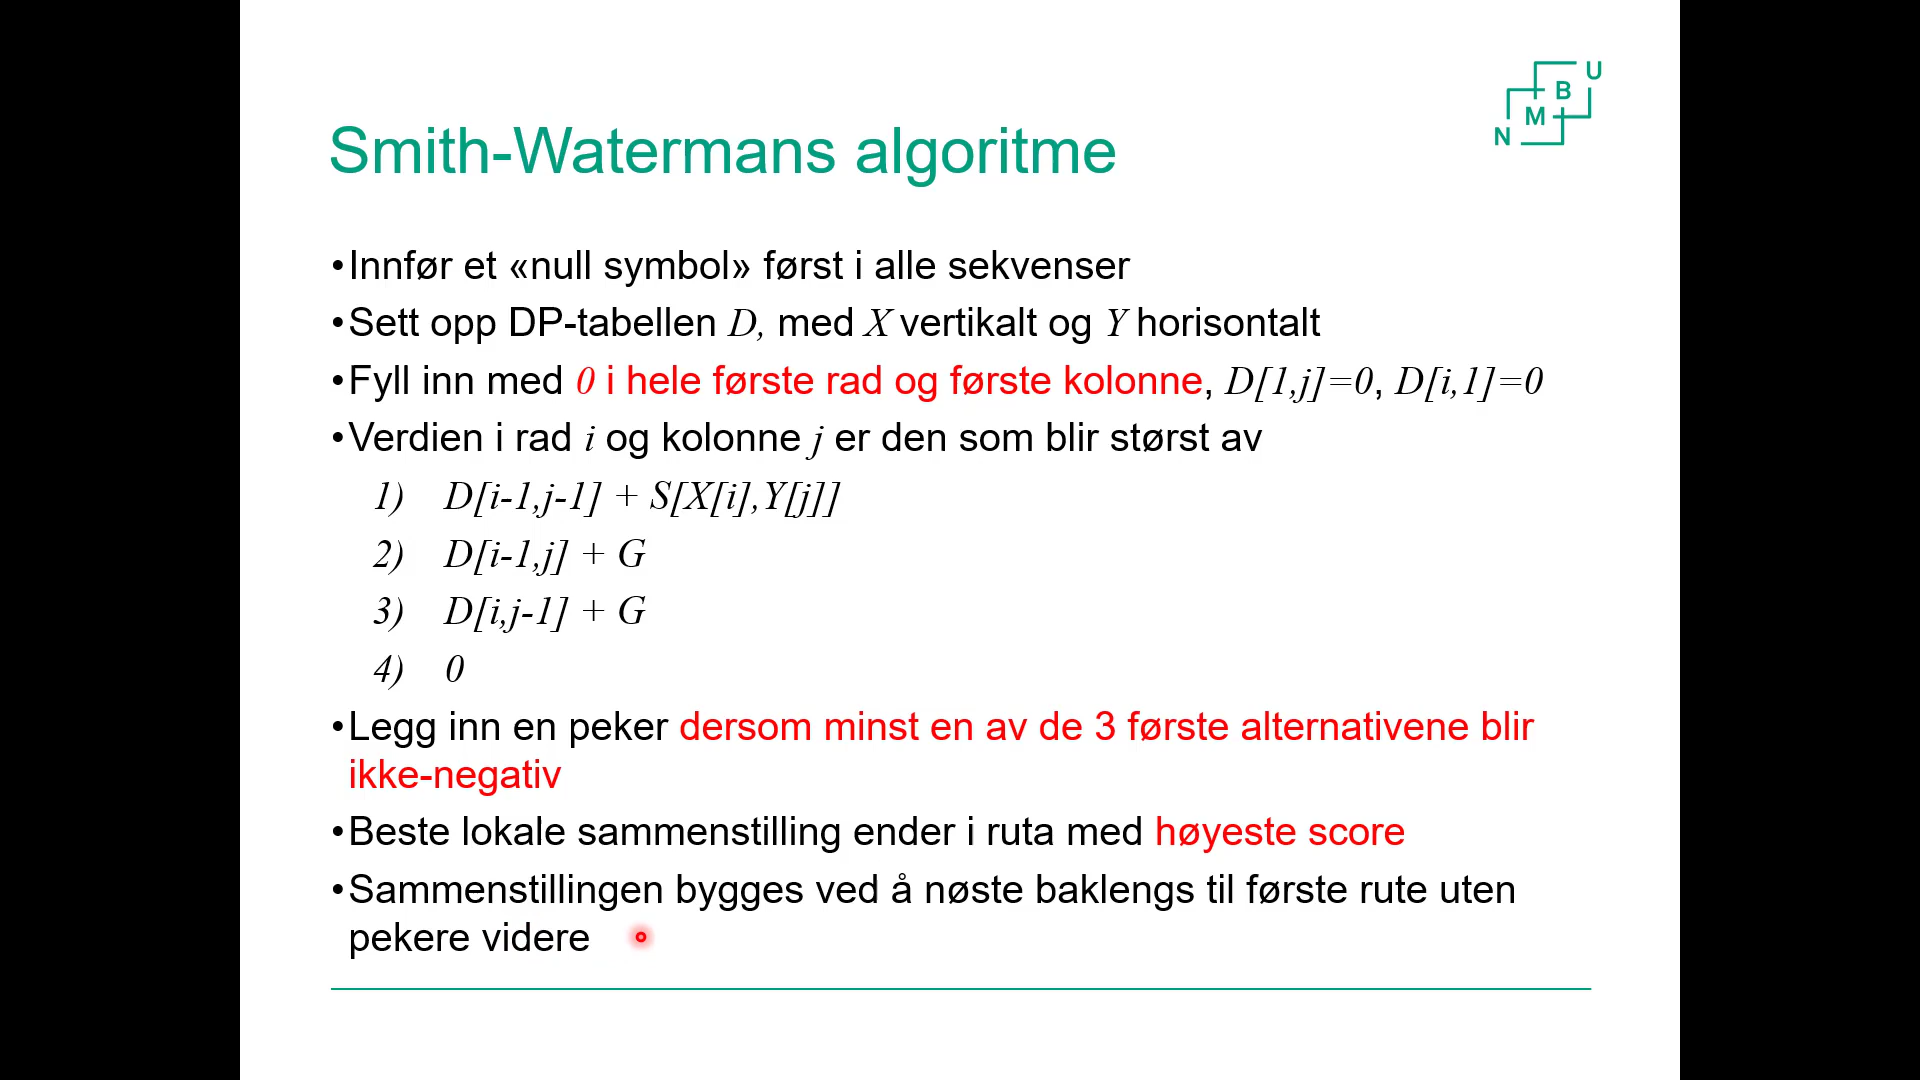 N M B U
Smith-Watermans algoritme
•Innfør et «null symbol» først i alle sekvenser
•Sett opp DP-tabellen D, med X vertikalt og Y horisontalt
•Fyll inn med 0 i hele første rad og første kolonne, D[1,j]=0, D[i,1]=0
•Verdien i rad i og kolonne j er den som blir størst av
1) D[i-1,j-1] + S[X[i],Y[j]]
2) D[i-1,j] + G
3) D[i,j-1] + G
4) 0
•Legg inn en peker dersom minst en av de 3 første alternativene blir
ikke-negativ
•Beste lokale sammenstilling ender i ruta med høyeste score
•Sammenstillingen bygges ved å nøste baklengs til første rute uten
pekere videre